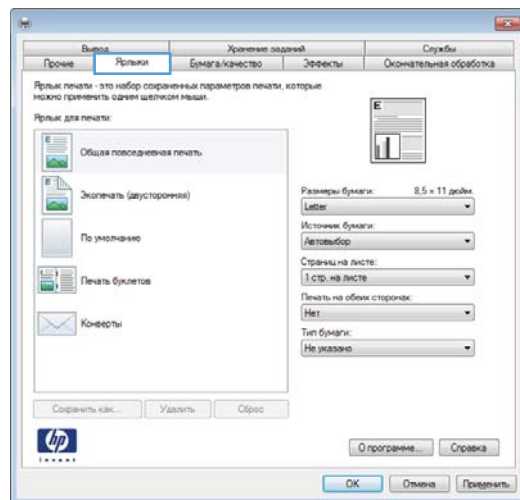 Вывод
Хранение заданий
Службы
Прочие
Ярлыки
Бумага/качество
Эффекты
Окончательная обработка
Ярлык печати - это набор сохраненных параметров печати, которые
можно применить одним щелчком мыши.
Ярлык для печати:
Общая повседневная печать
Экопечать (двусторонняя)
По умолчанию
Печать буклетов
Конверты
Сохранить как...
Удалить
Сброс
E
Размеры бумаги: 8,5 × 11 дюйм.
Letter
Источник бумаги:
Автовыбор
Страниц на листе:
1 стр. на листе
Печать на обеих сторонах:
Нет
Тип бумаги:
Не указано
hp
invent
О программе...
Справка
OK
Отмена
Применить